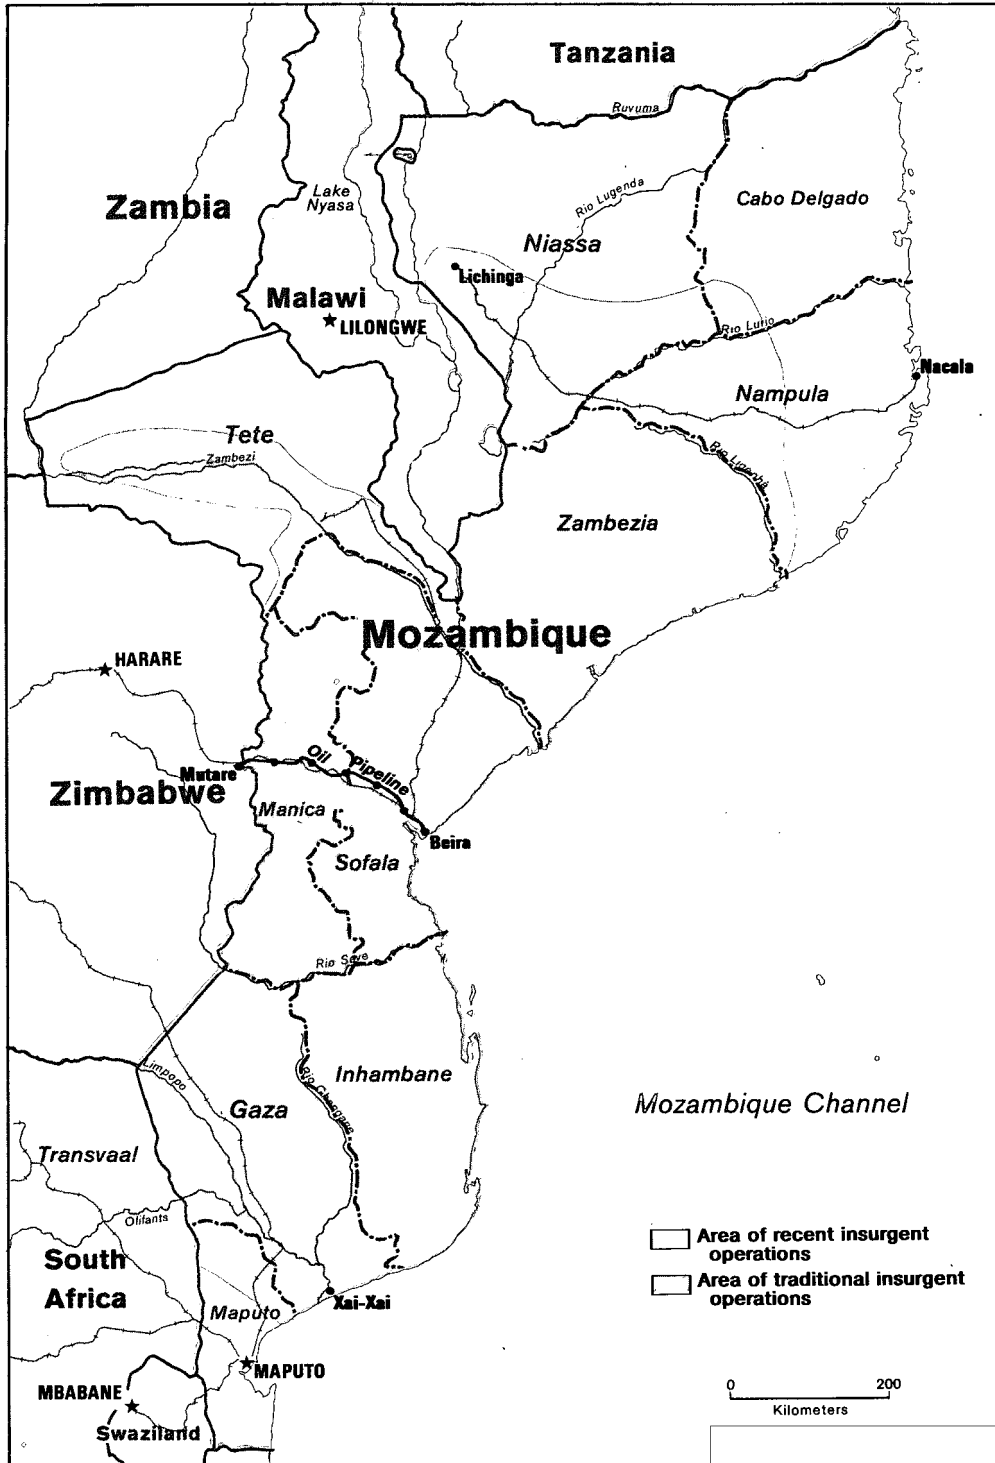 Tanzania
Ruvuma
Zambia
Lake
Nyasa
Rio Lugenda
Cabo Delgado
Niassa
Lichinga
Malawi
LILONGWE
Rio Lurio
Nacala
Nampula
Tete
Zambezi
Rio Ligonha
Zambezia
Mozambique
HARARE
Oil Pipeline
Mutare
Zimbabwe
Manica
Beira
Sofala
Rio Save
Limpopo
Rio Changane
Inhambane
Gaza
Mozambique Channel
Transvaal
Olifants
South
Africa
Area of recent insurgent
operations
Area of traditional insurgent
operations
Xai-Xai
Maputo
MAPUTO
MBABANE
Swaziland
0 200
Kilometers